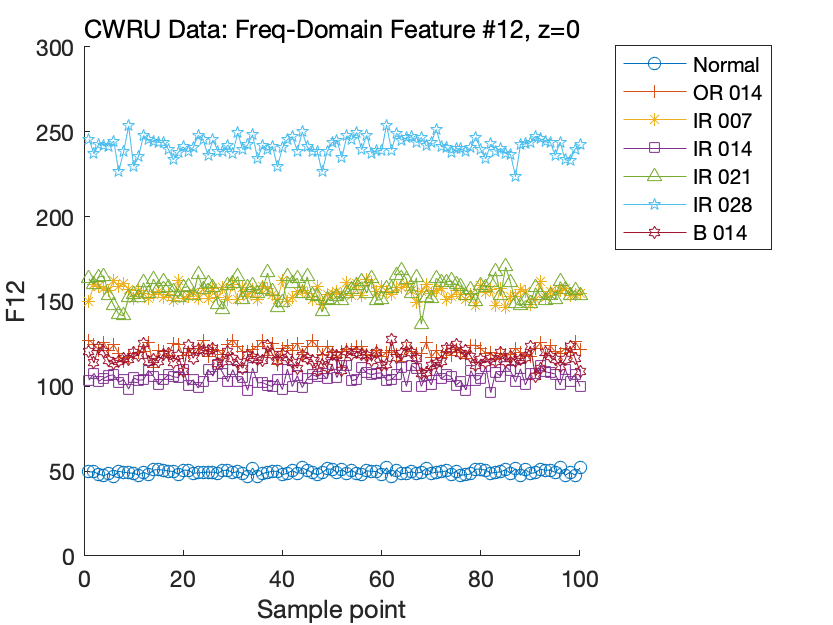 CWRU Data: Freq-Domain Feature #12, z=0
300
250
200
150
100
50
0
F12
0 20 40 60 80 100
Sample point
Normal
OR 014
IR 007
IR 014
IR 021
IR 028
B 014